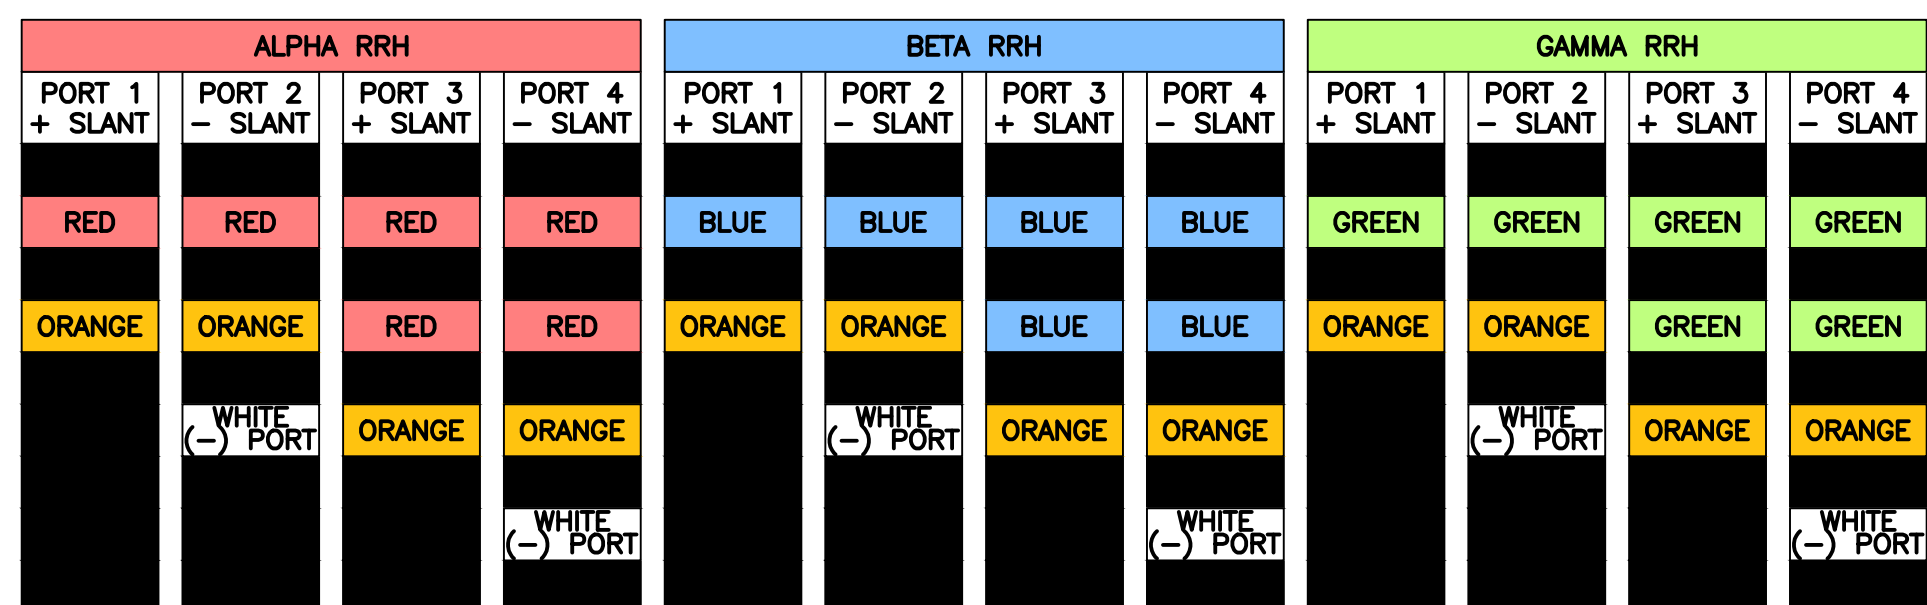 ALPHA RRH BETA RRH GAMMA RRH
PORT 1 PORT 2 PORT 3 PORT 4 PORT 1 PORT 2 PORT 3 PORT 4 PORT 1 PORT 2 PORT 3 PORT 4
+ SLANT - SLANT + SLANT - SLANT + SLANT - SLANT + SLANT - SLANT + SLANT - SLANT + SLANT - SLANT
RED RED RED RED BLUE BLUE BLUE BLUE GREEN GREEN GREEN GREEN
ORANGE ORANGE RED RED ORANGE ORANGE BLUE BLUE ORANGE ORANGE GREEN GREEN
WHITE WHITE WHITE
(-) PORT ORANGE ORANGE (-) PORT ORANGE ORANGE (-) PORT ORANGE ORANGE
WHITE WHITE WHITE
(-) PORT (-) PORT (-) PORT